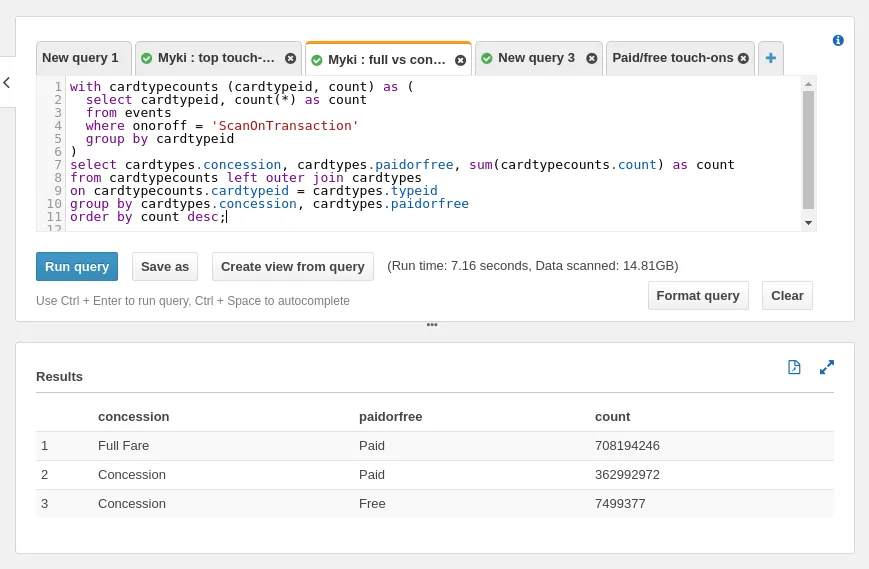 New query 1 Myki : top touch-... Myki : full vs con... New query 3 Paid/free touch-ons
1 with cardtypecounts (cardtypeid, count) as (
2 select cardtypeid, count(*) as count
3 from events
4 where onoroff = 'ScanOnTransaction'
5 group by cardtypeid
6 )
7 select cardtypes.concession, cardtypes.paidorfree, sum(cardtypecounts.count) as count
8 from cardtypecounts left outer join cardtypes
9 on cardtypecounts.cardtypeid = cardtypes.typeid
10 group by cardtypes.concession, cardtypes.paidorfree
11 order by count desc;
12
Run query Save as Create view from query (Run time: 7.16 seconds, Data scanned: 14.81GB)
Use Ctrl + Enter to run query, Ctrl + Space to autocomplete Format query Clear
Results
concession paidorfree count
1 Full Fare Paid 708194246
2 Concession Paid 362992972
3 Concession Free 7499377